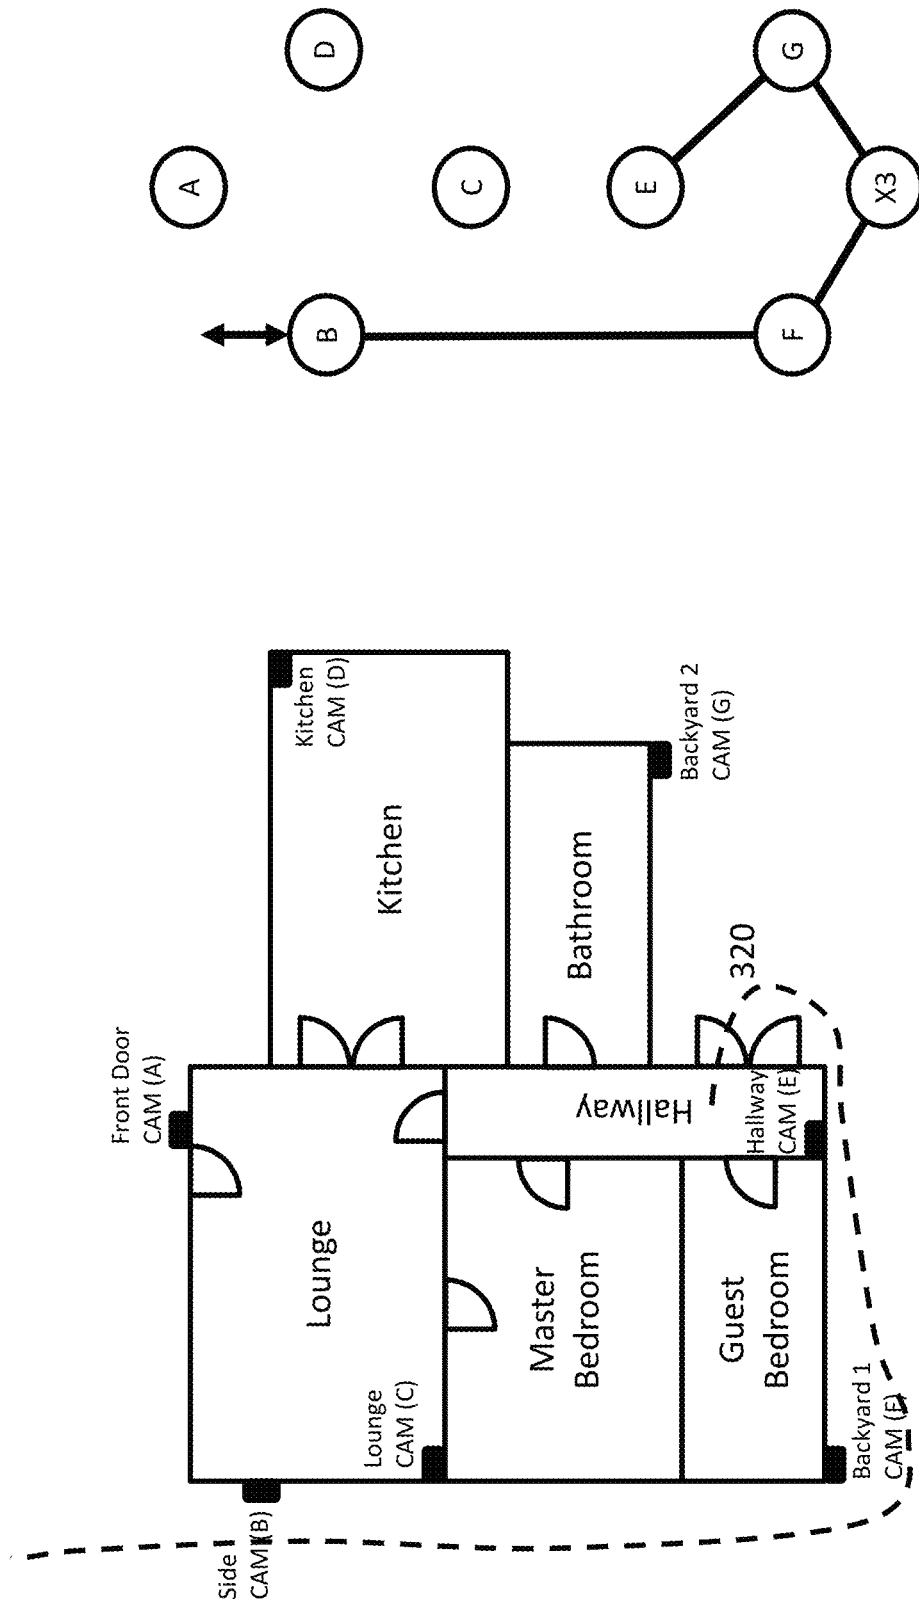 Front Door
CAM (A)
Side
CAM (B)
Lounge
CAM (C)
Lounge
Kitchen
CAM (D)
Kitchen
Master
Bedroom
Bathroom
Hallway
Guest
Bedroom
Hallway
CAM (E)
320
Backyard 2
CAM (G)
Backyard 1
CAM (F)
A
B
D
C
E
F
G
X3